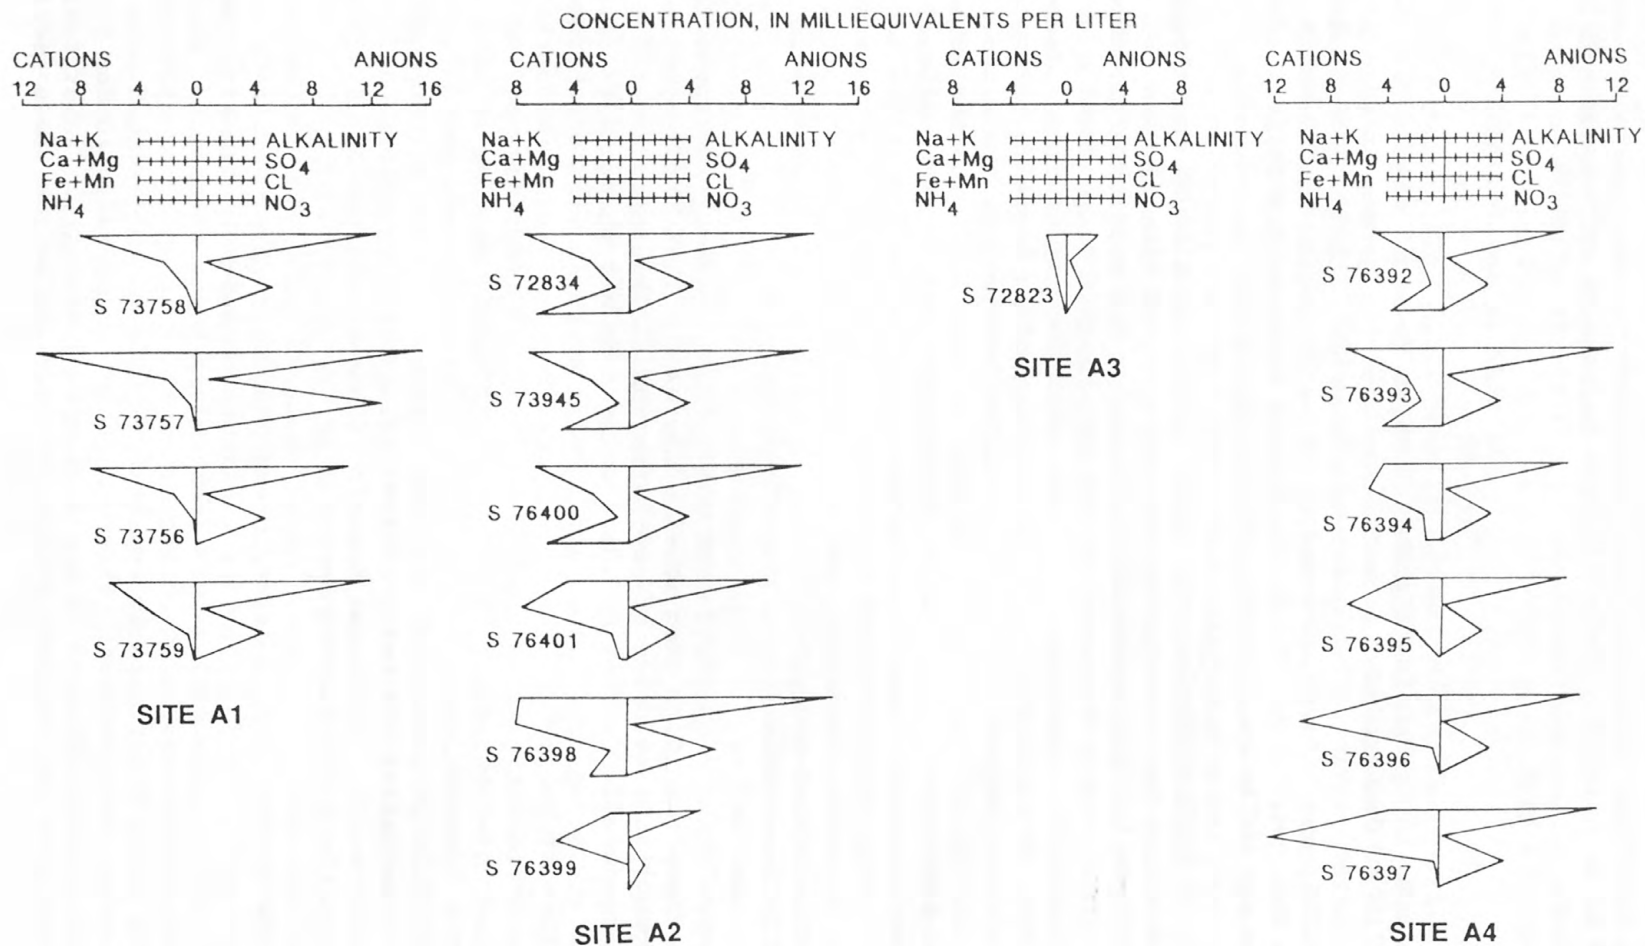 CONCENTRATION, IN MILLIEQUIVALENTS PER LITER
CATIONS ANIONS CATIONS ANIONS CATIONS ANIONS CATIONS ANIONS
12 8 4 0 4 8 12 16 8 4 0 4 8 12 16 8 4 0 4 8 12 8 4 0 4 8 12
Na+K ALKALINITY Na+K ALKALINITY Na+K ALKALINITY Na+K ALKALINITY
Ca+Mg SO4 Ca+Mg SO4 Ca+Mg SO4 Ca+Mg SO4
Fe+Mn CL Fe+Mn CL Fe+Mn CL Fe+Mn CL
NH4 NO3 NH4 NO3 NH4 NO3 NH4 NO3
S 73758
S 73757
S 73756
S 73759
SITE A1
S 72834
S 73945
S 76400
S 76401
S 76398
S 76399
SITE A2
S 72823
SITE A3
S 76392
S 76393
S 76394
S 76395
S 76396
S 76397
SITE A4